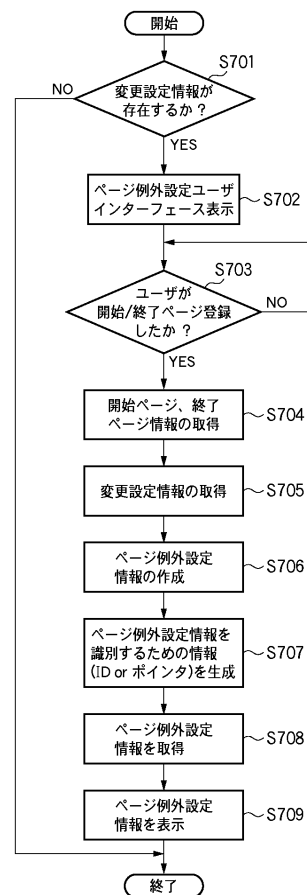 開始
S701
変更設定情報が
存在するか?
NO
YES
ページ例外設定ユーザ
インターフェース表示
S702
S703
ユーザが
開始/終了ページ登録
したか?
NO
YES
開始ページ、終了
ページ情報の取得
S704
変更設定情報の取得
S705
ページ例外設定
情報の作成
S706
ページ例外設定情報を
識別するための情報
(ID or ポインタ)を生成
S707
ページ例外設定
情報を取得
S708
ページ例外設定
情報を表示
S709
終了